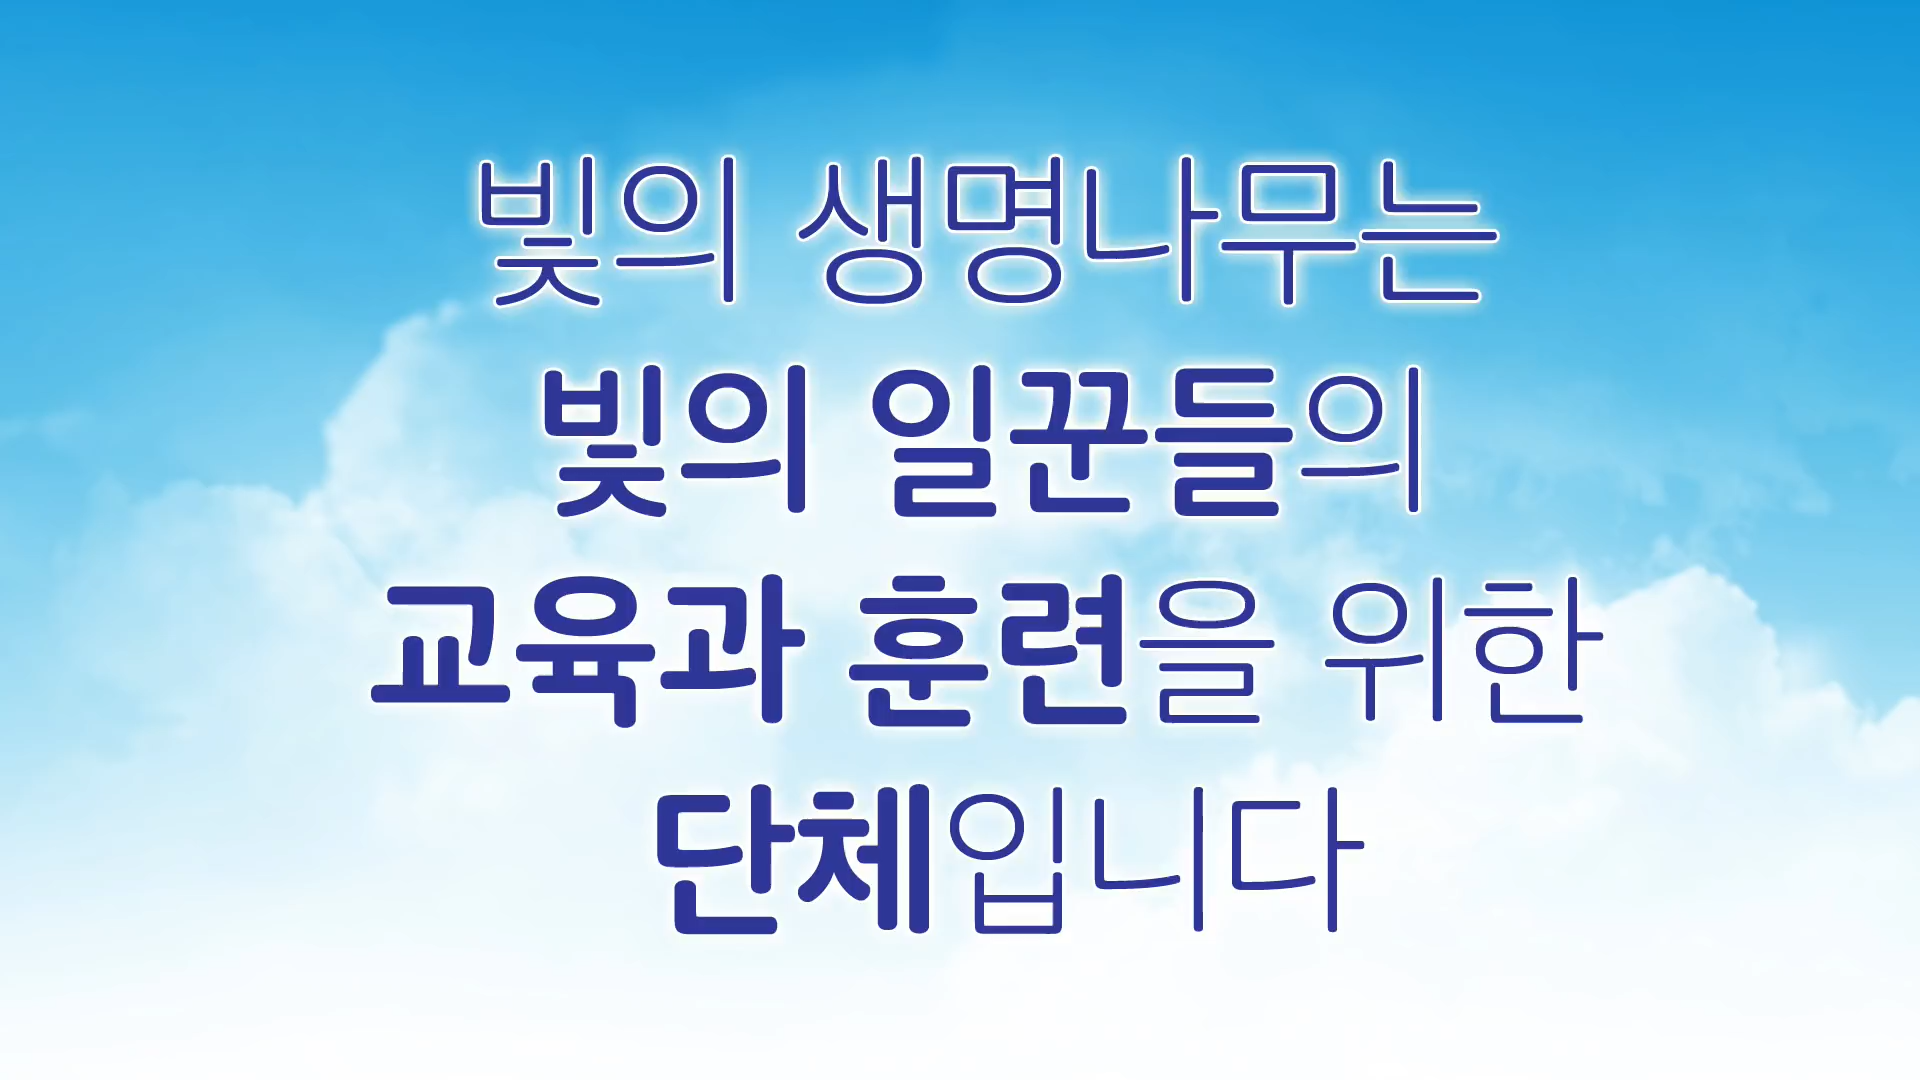 빛의 생명나무는
빛의 일꾼들의
교육과 훈련을 위한
단체입니다